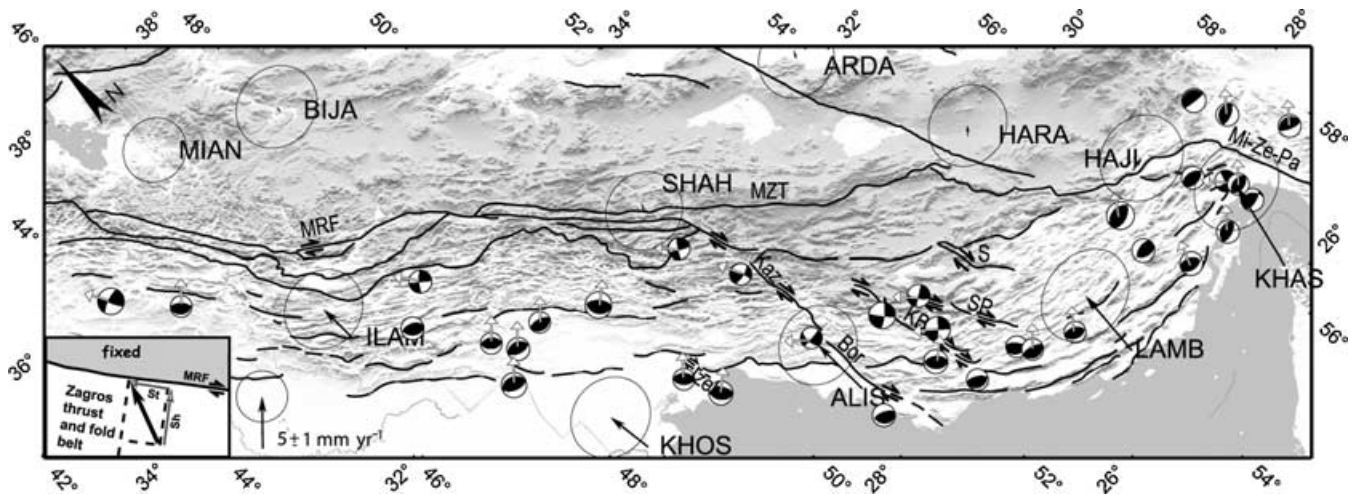 46° 38° 48° 50° 52° 34° 54° 32° 56° 30° 58° 28°
N
ARDA
BIJA
HARA
38°
MIAN
58°
HAJI
Mi-Ze-Pa
SHAH
MZT
MRF
44°
26°
Kaz
S
KHAS
SP
KB
ILAM
56°
Bor
LAMB
fixed
36°
MRF
St
Sh
Zagros
thrust
and fold
belt
ALIS
5±1 mm yr⁻¹
KHOS
42° 34° 32° 46° 48° 50° 28° 52° 26° 54°